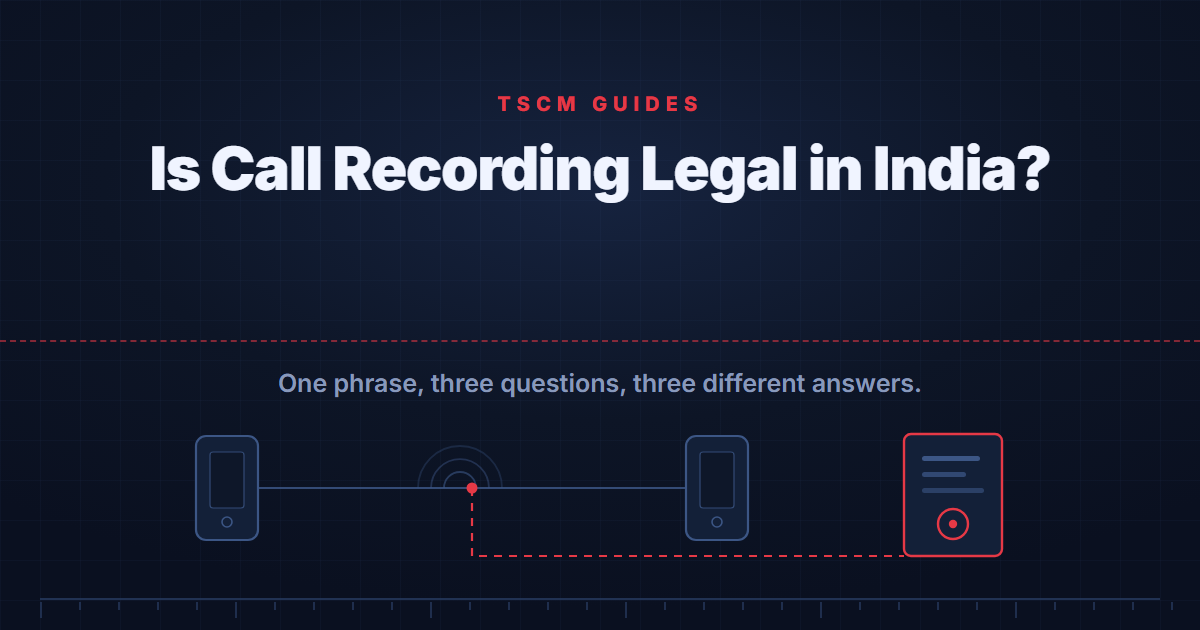 TSCM GUIDES
Is Call Recording Legal in India?
One phrase, three questions, three different answers.